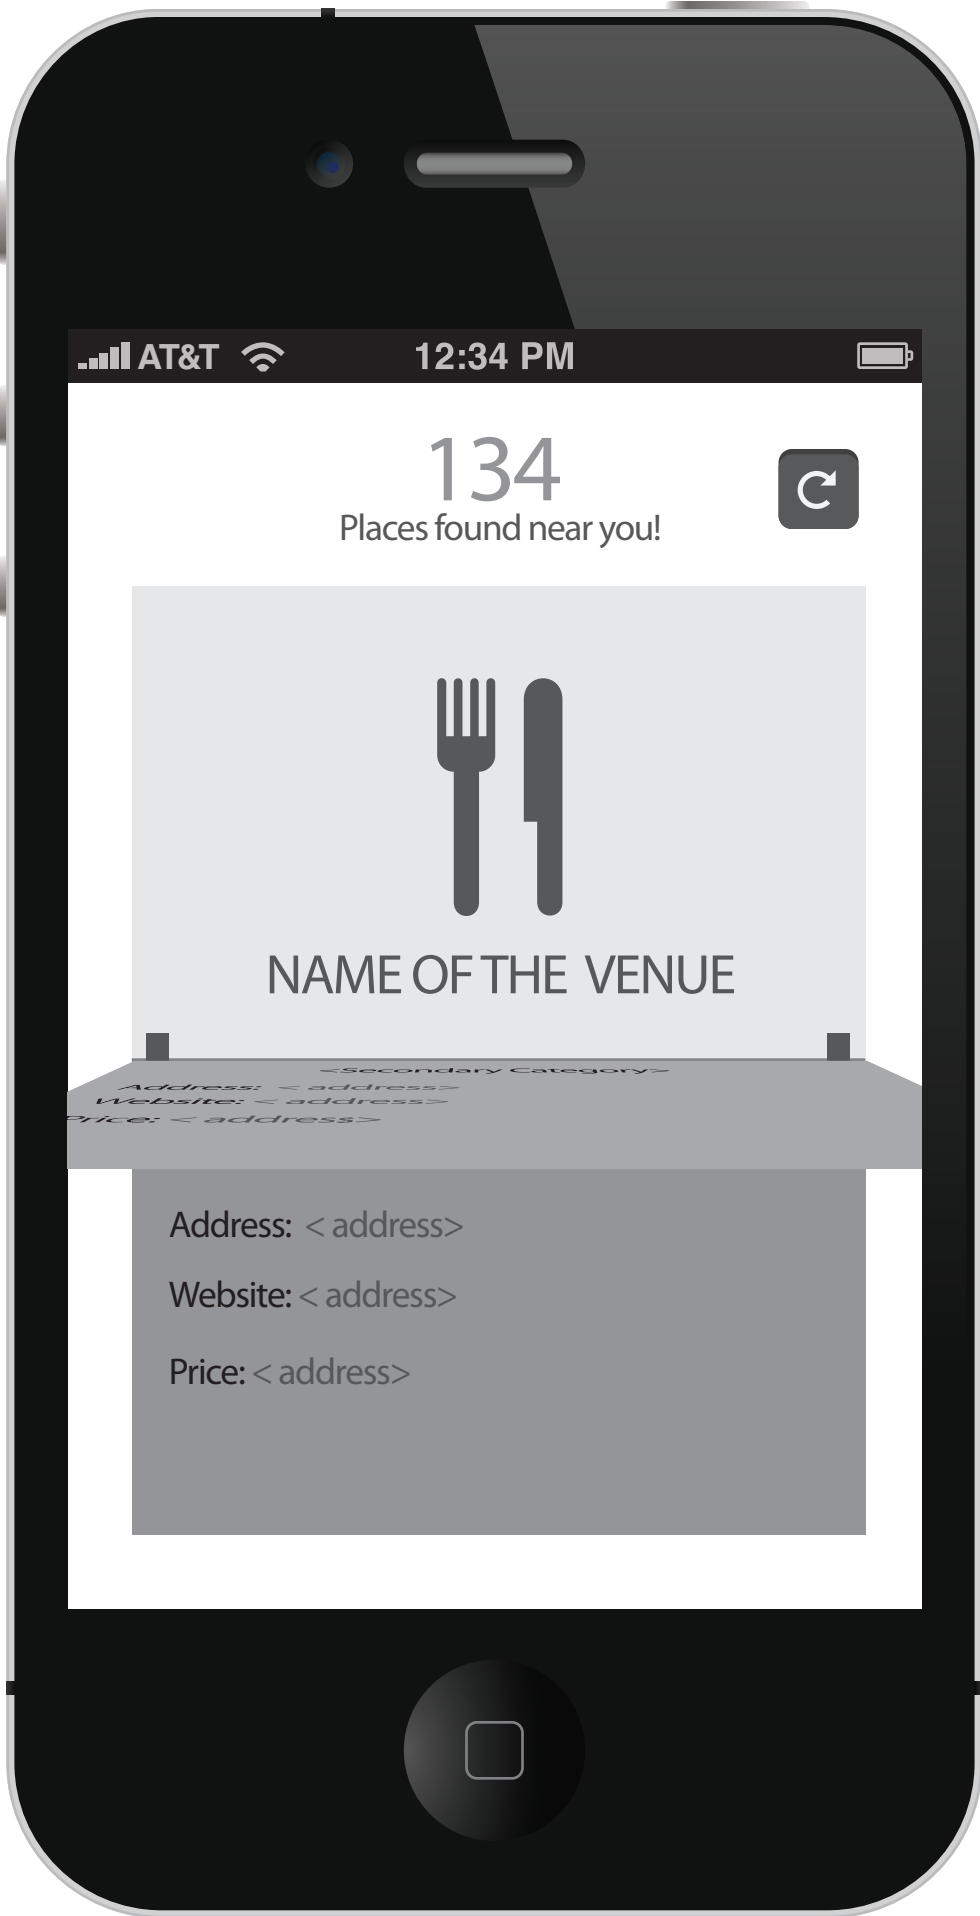 AT&T 12:34 PM
134
Places found near you!
NAME OF THE VENUE
<Secondary Category>
Address: < address>
Website: < address>
Price: < address>
Address: < address>
Website: < address>
Price: < address>